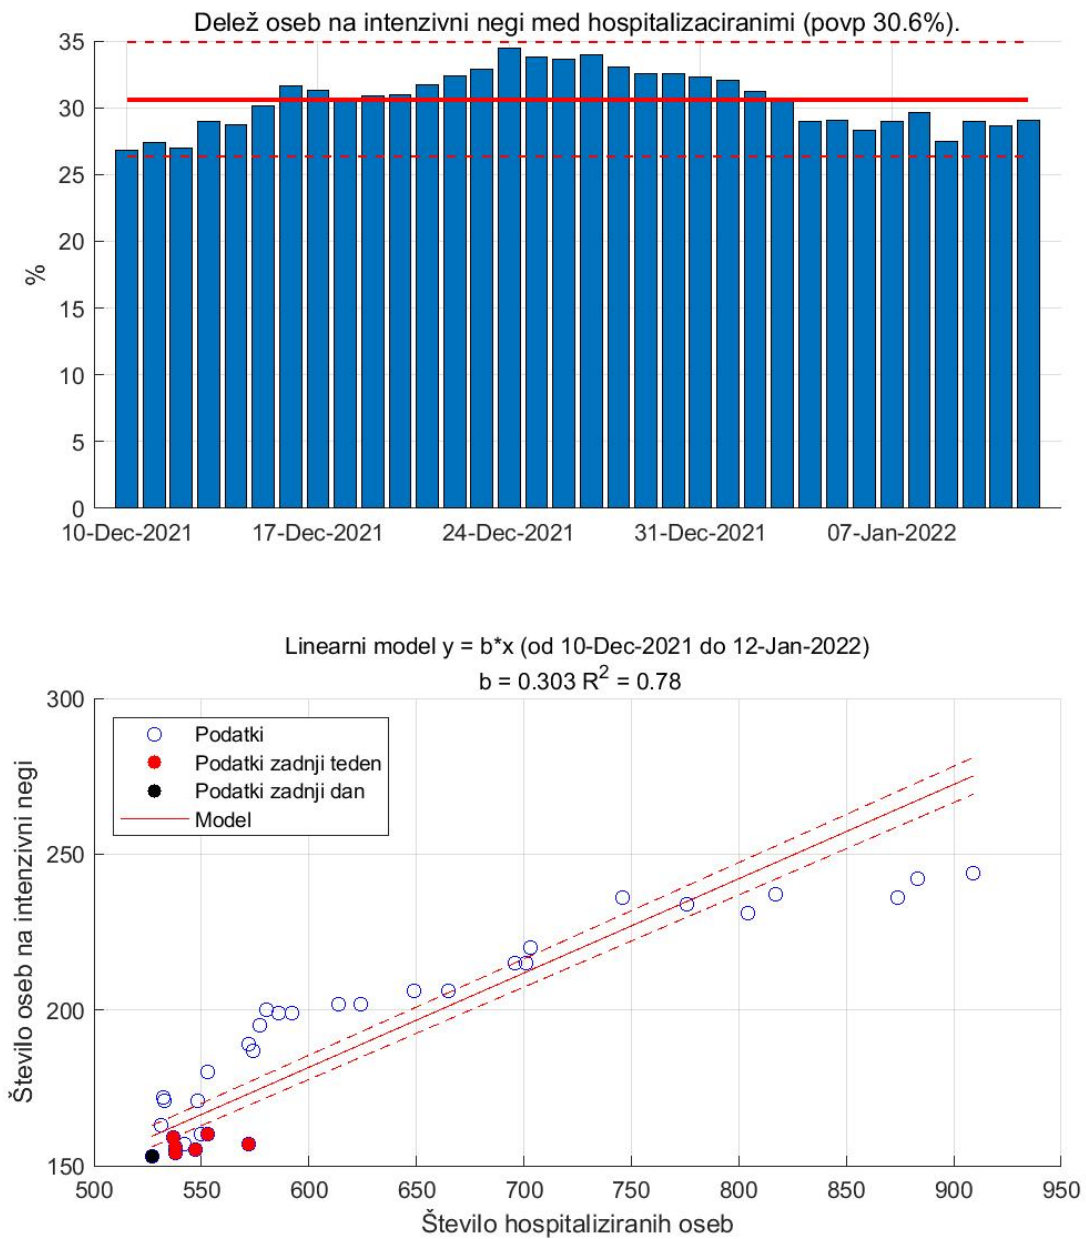 Delež oseb na intenzivni negi med hospitalizaciranimi (povp 30.6%).
35
30
25
20
15
10
5
0
%
10-Dec-2021 17-Dec-2021 24-Dec-2021 31-Dec-2021 07-Jan-2022
Linearni model y = b*x (od 10-Dec-2021 do 12-Jan-2022)
b = 0.303 R² = 0.78
300
250
200
150
Število oseb na intenzivni negi
Podatki
Podatki zadnji teden
Podatki zadnji dan
Model
500 550 600 650 700 750 800 850 900 950
Število hospitaliziranih oseb